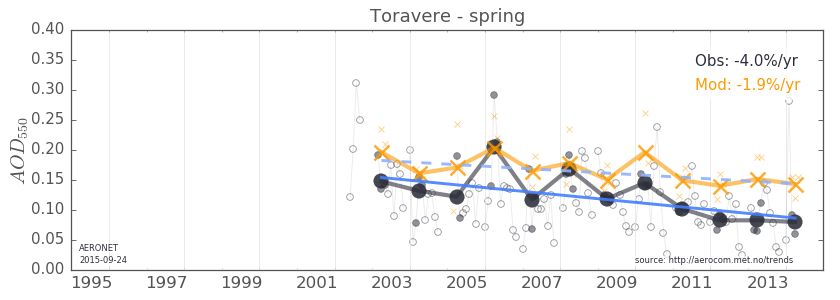 Toravere - spring
0.40
0.35
0.30
0.25
0.20
0.15
0.10
0.05
0.00
AOD550
Obs: -4.0%/yr
Mod: -1.9%/yr
AERONET
2015-09-24
source: http://aerocom.met.no/trends
1995 1997 1999 2001 2003 2005 2007 2009 2011 2013